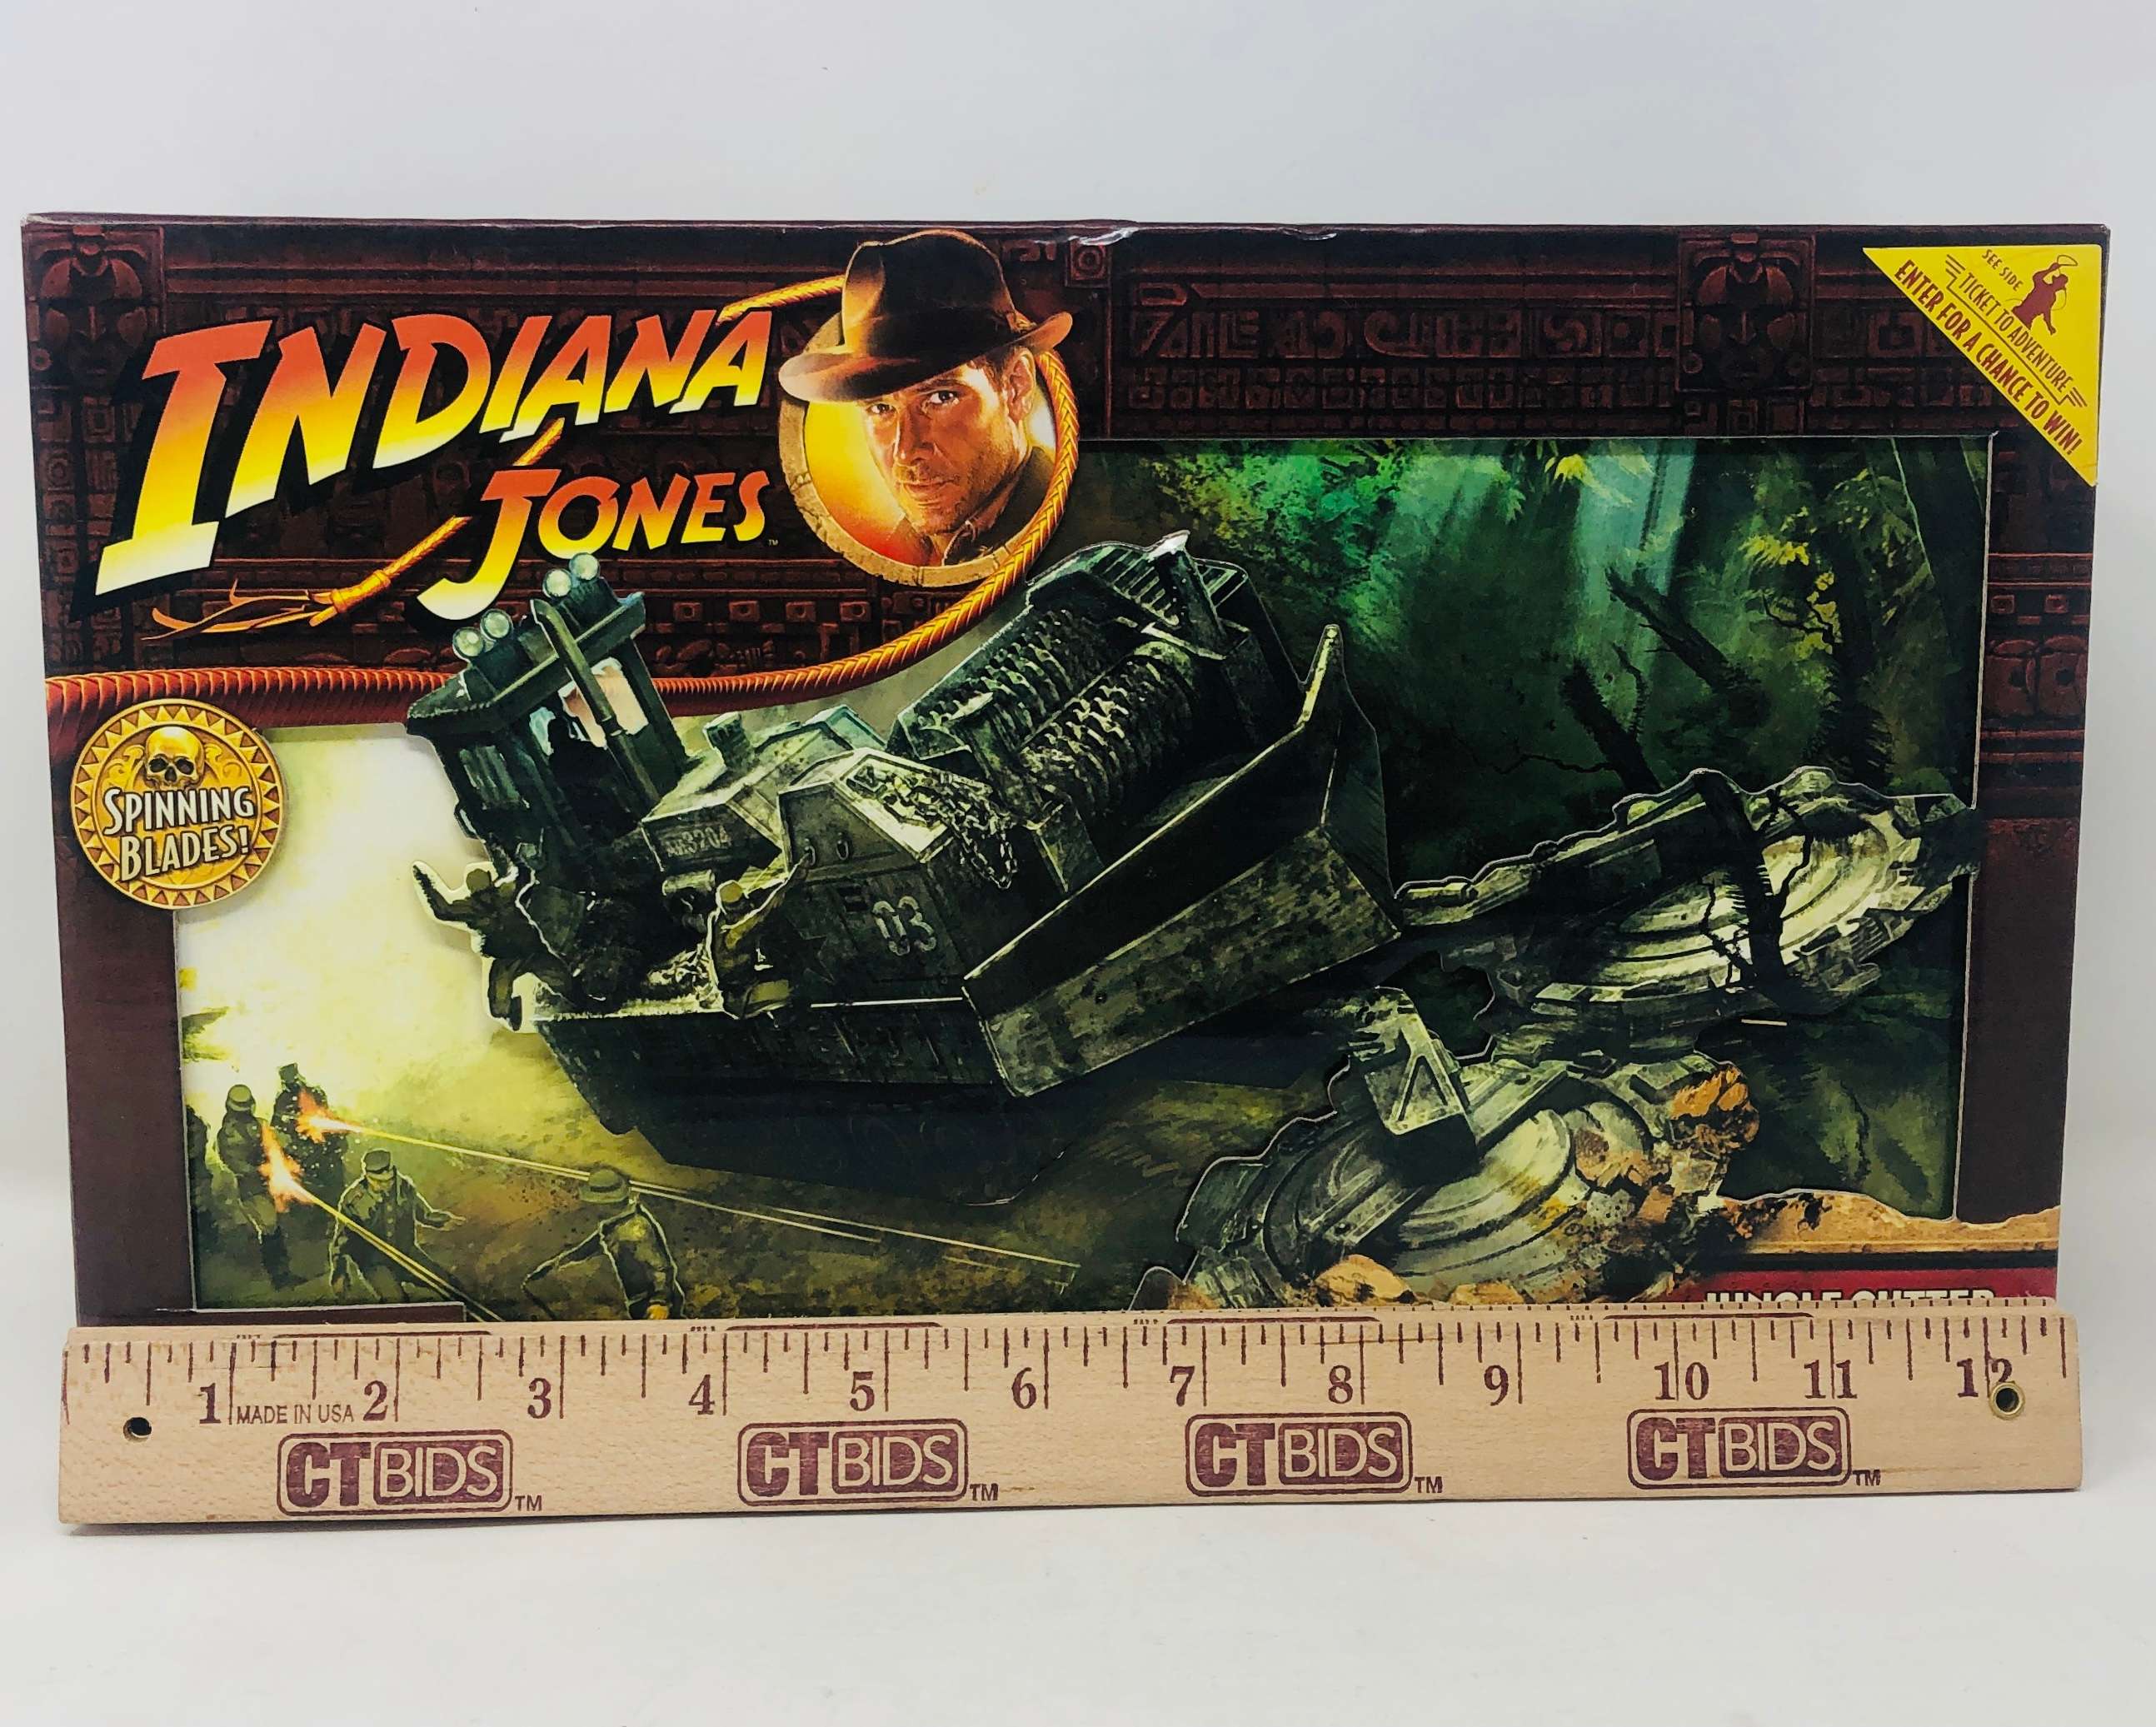 INDIANA
JONES
TM
SEE SIDE
TICKET TO ADVENTURE
ENTER FOR A CHANCE TO WIN!
SPINNING
BLADES!
03
JUNGLE CUTTER
1 2 3 4 5 6 7 8 9 10 11 12
MADE IN USA
CTBIDS TM CTBIDS TM CTBIDS TM CTBIDS TM